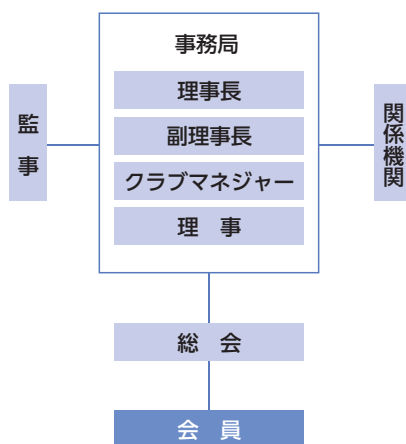 事務局
理事長
副理事長
クラブマネジャー
理　事
監事
関係機関
総　会
会　員